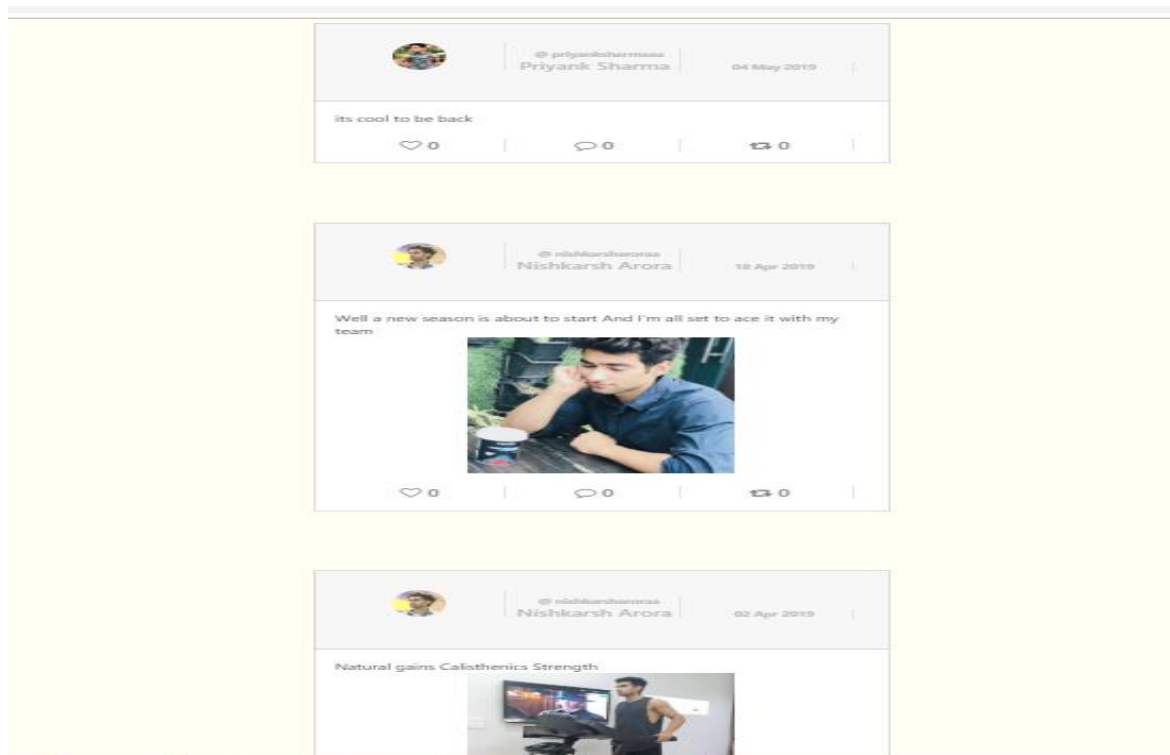 @ priyanksharmaaa
Priyank Sharma
04 May 2019
its cool to be back
0 0 0
@ nishkarsharoraa
Nishkarsh Arora
18 Apr 2019
Well a new season is about to start And I'm all set to ace it with my
team
0 0 0
@ nishkarsharoraa
Nishkarsh Arora
02 Apr 2019
Natural gains Calisthenics Strength